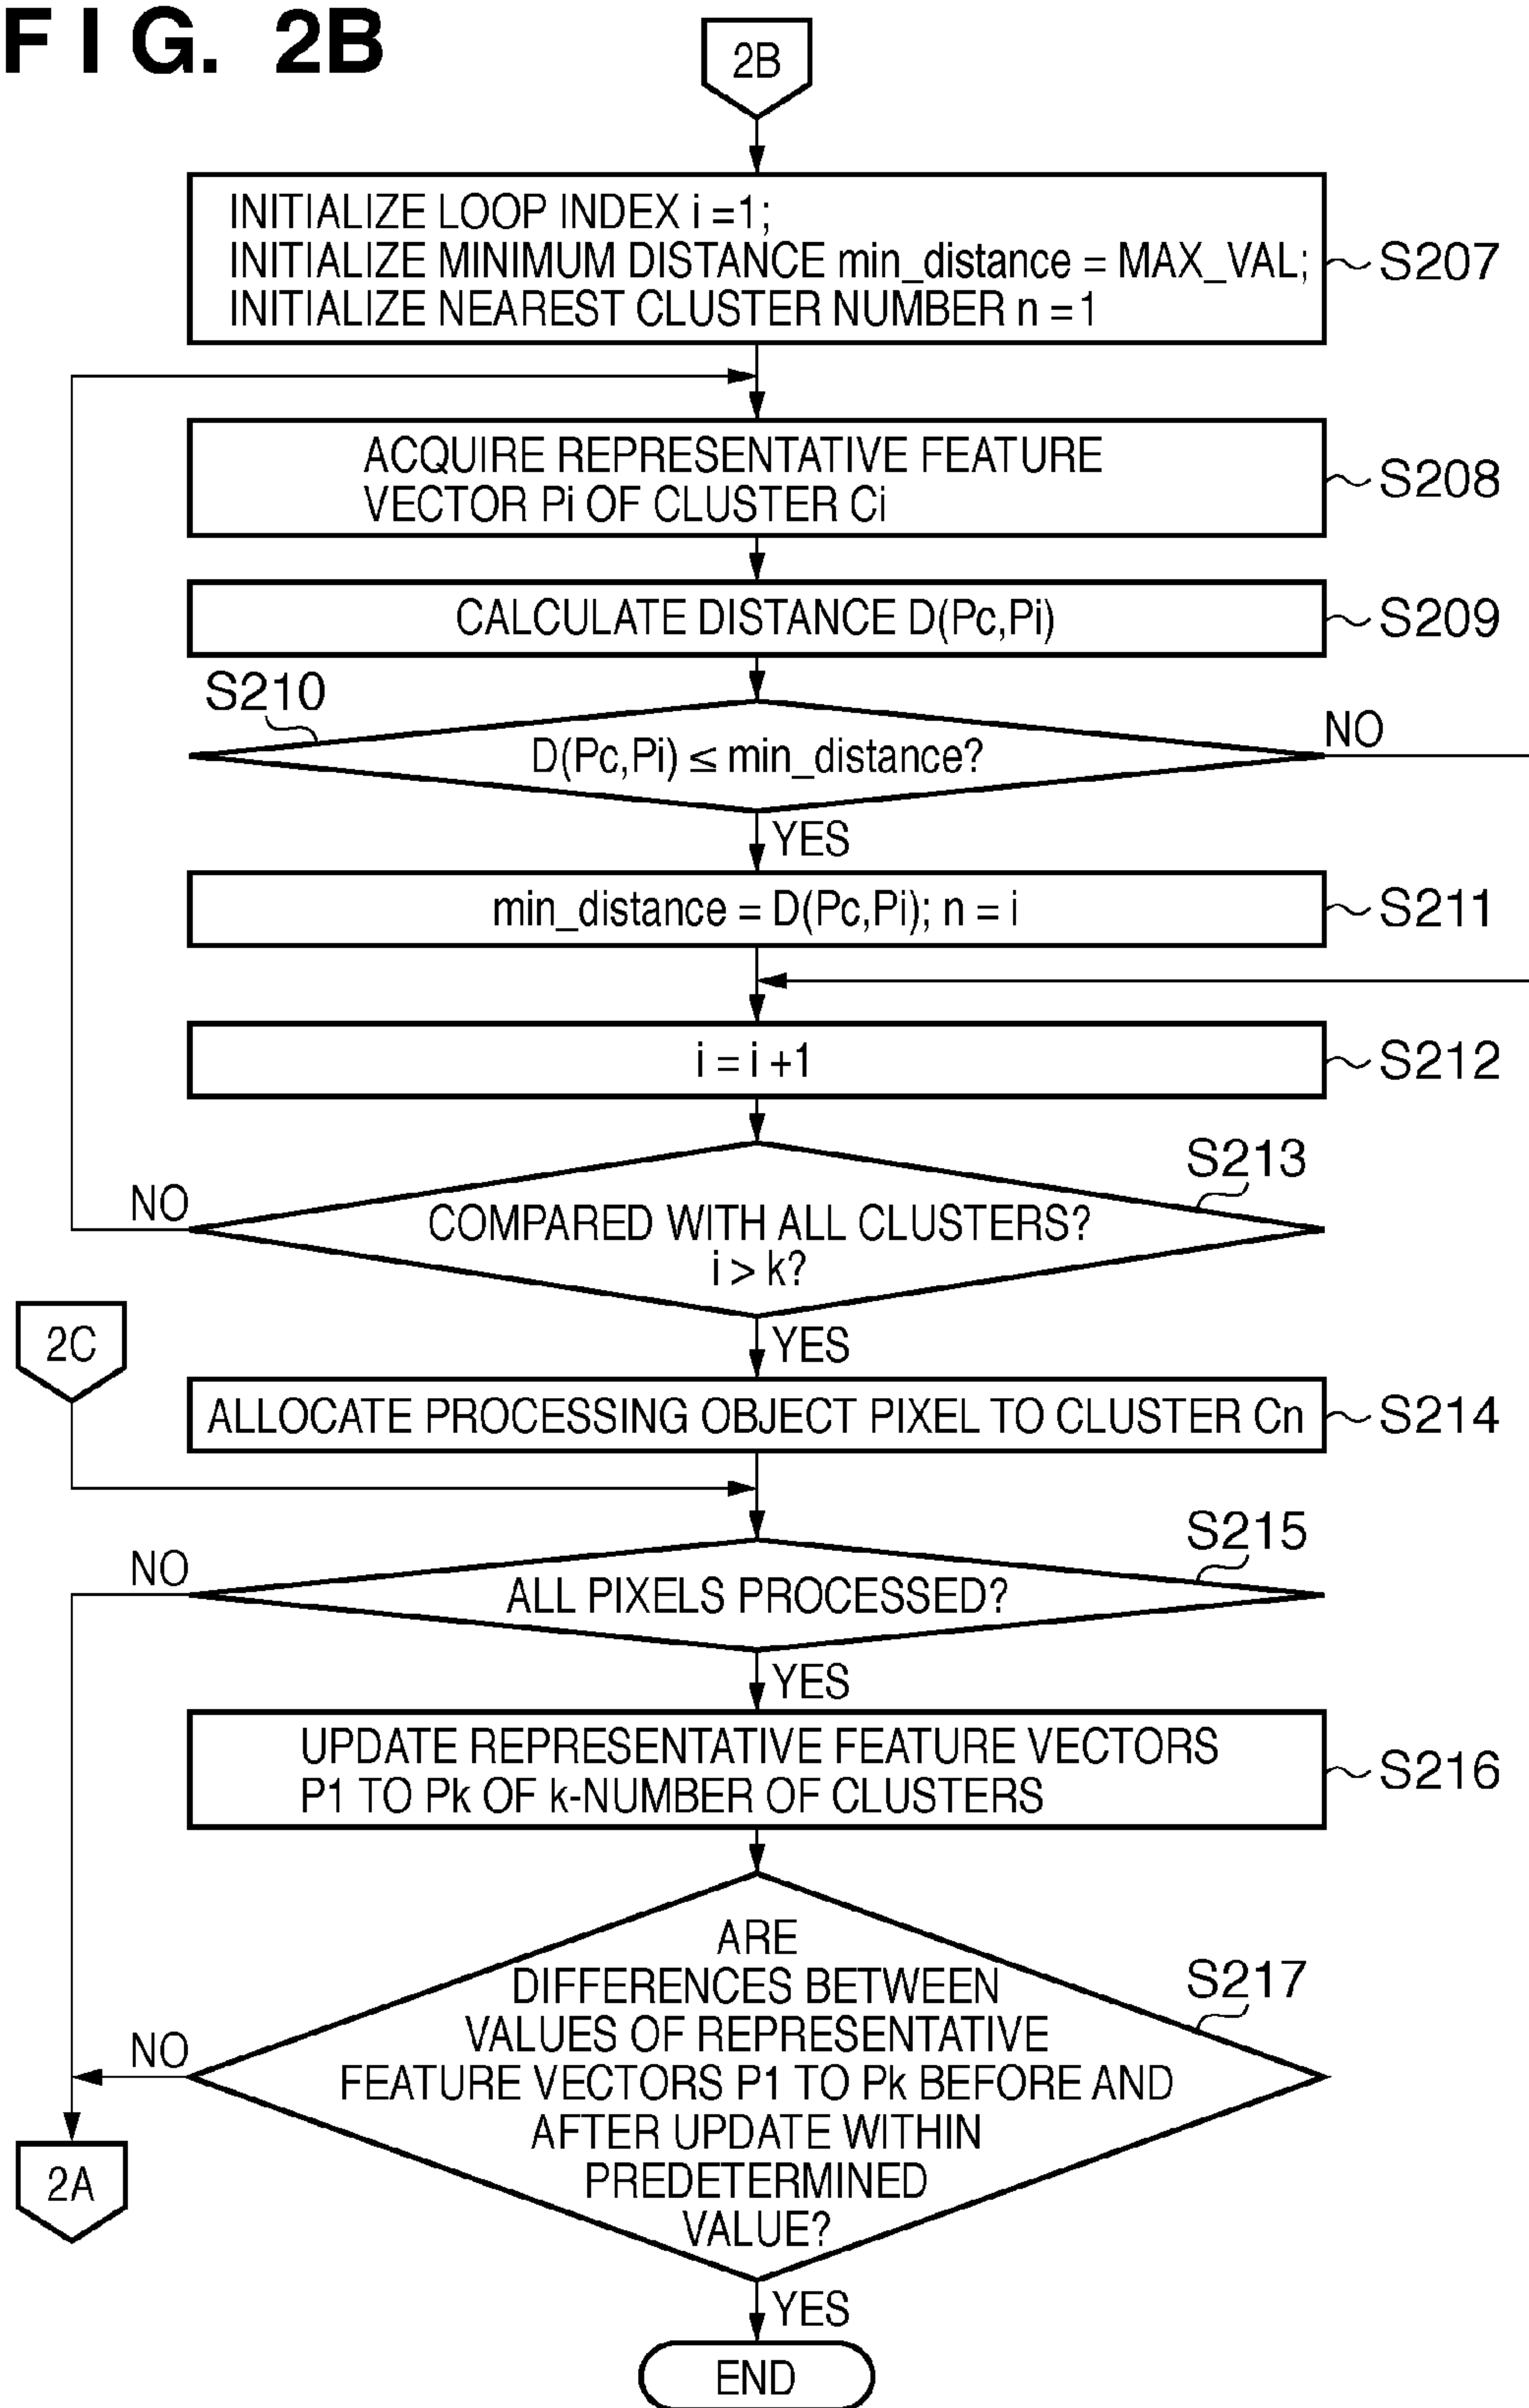 FIG. 2B
2B
INITIALIZE LOOP INDEX i =1;
INITIALIZE MINIMUM DISTANCE min_distance = MAX_VAL;
INITIALIZE NEAREST CLUSTER NUMBER n =1
S207
ACQUIRE REPRESENTATIVE FEATURE
VECTOR Pi OF CLUSTER Ci
S208
CALCULATE DISTANCE D(Pc,Pi)
S209
S210
D(Pc,Pi) ≤ min_distance?
NO
YES
min_distance = D(Pc,Pi); n = i
S211
i = i +1
S212
S213
NO
COMPARED WITH ALL CLUSTERS?
i > k?
2C
YES
ALLOCATE PROCESSING OBJECT PIXEL TO CLUSTER Cn
S214
S215
NO
ALL PIXELS PROCESSED?
YES
UPDATE REPRESENTATIVE FEATURE VECTORS
P1 TO Pk OF k-NUMBER OF CLUSTERS
S216
ARE
DIFFERENCES BETWEEN
VALUES OF REPRESENTATIVE
FEATURE VECTORS P1 TO Pk BEFORE AND
AFTER UPDATE WITHIN
PREDETERMINED
VALUE?
S217
NO
2A
YES
END